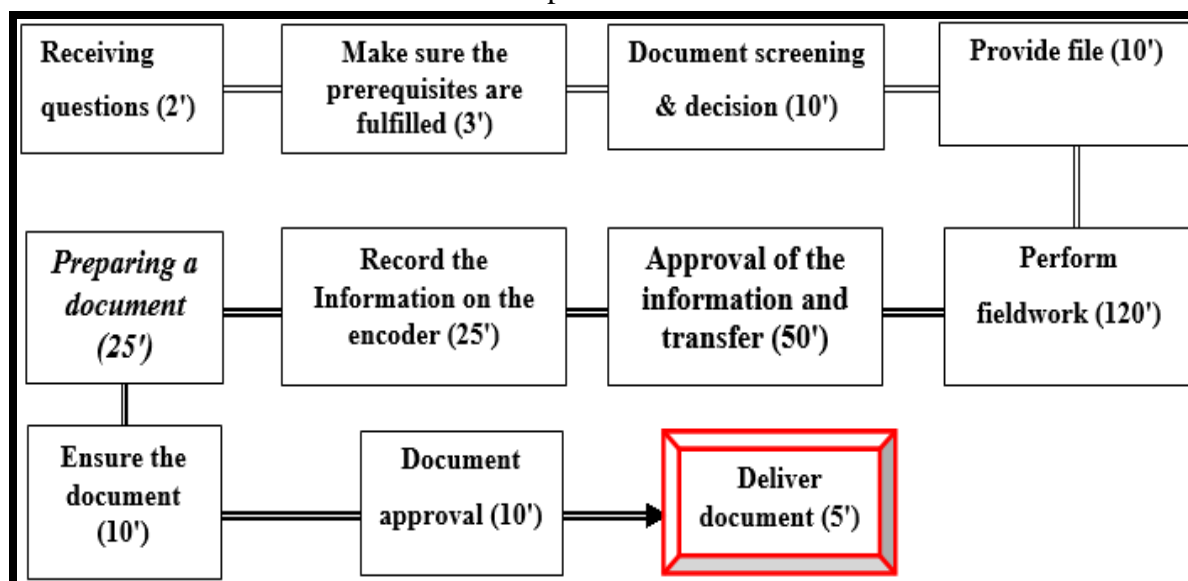 Receiving
questions (2')
Make sure the
prerequisites are
fulfilled (3')
Document screening
& decision (10')
Provide file (10')
Perform
fieldwork (120')
Approval of the
information and
transfer (50')
Record the
Information on the
encoder (25')
Preparing a
document
(25')
Ensure the
document
(10')
Document
approval (10')
Deliver
document (5')